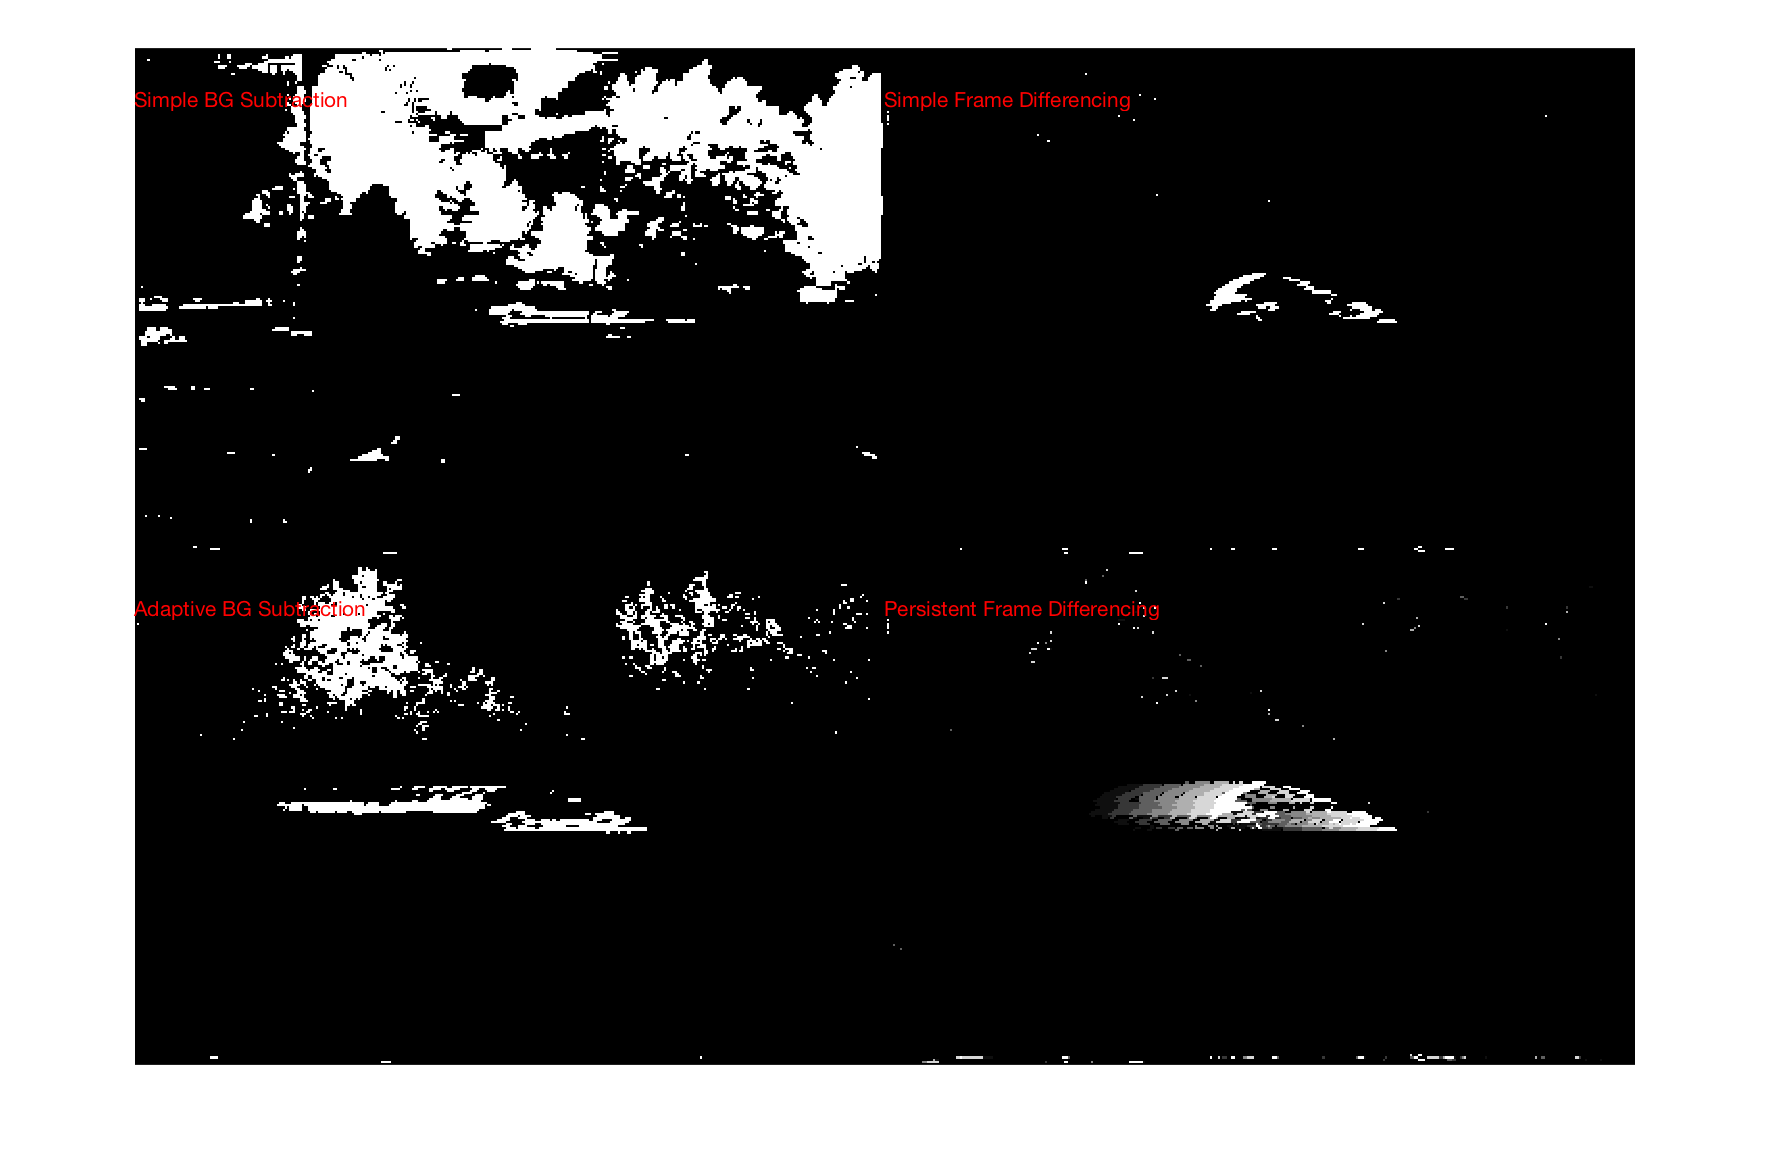 Simple BG Subtraction
Simple Frame Differencing
Adaptive BG Subtraction
Persistent Frame Differencing